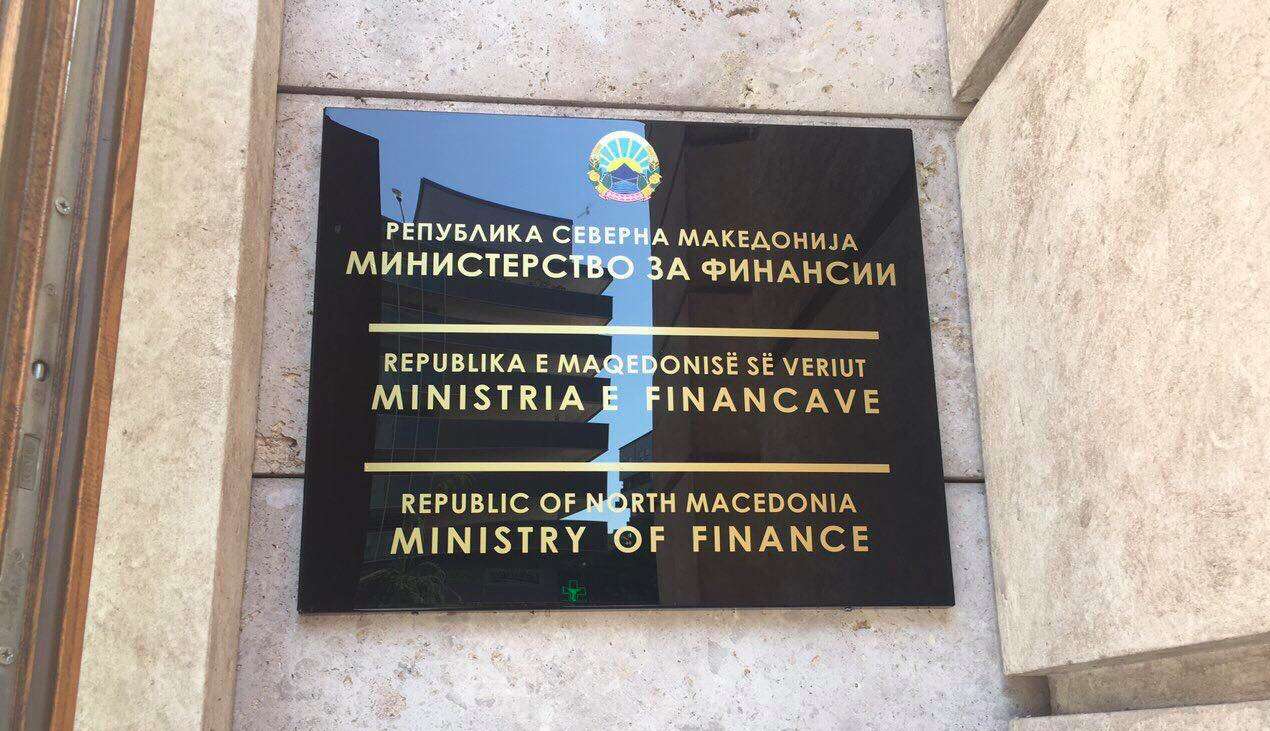 РЕПУБЛИКА СЕВЕРНА МАКЕДОНИЈА
МИНИСТЕРСТВО ЗА ФИНАНСИИ
REPUBLIKA E MAQEDONISË SË VERIUT
MINISTRIA E FINANCAVE
REPUBLIC OF NORTH MACEDONIA
MINISTRY OF FINANCE